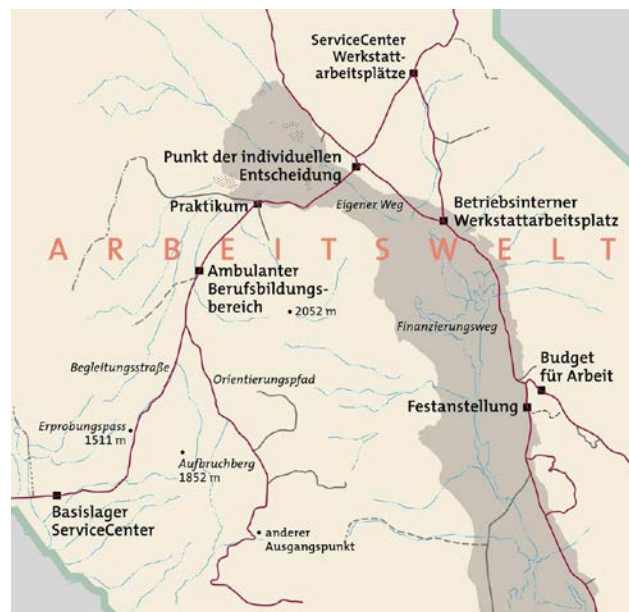 ServiceCenter
Werkstatt-
arbeitsplätze
Punkt der individuellen
Entscheidung
Praktikum
Eigener Weg
Betriebsinterner
Werkstattarbeitsplatz
ARBEITSWELT
Ambulanter
Berufsbildungs-
bereich
2052 m
Finanzierungsweg
Begleitungsstraße
Orientierungspfad
Budget
für Arbeit
Festanstellung
Erprobungspass
1511 m
Aufbruchberg
1852 m
Basislager
ServiceCenter
anderer
Ausgangspunkt